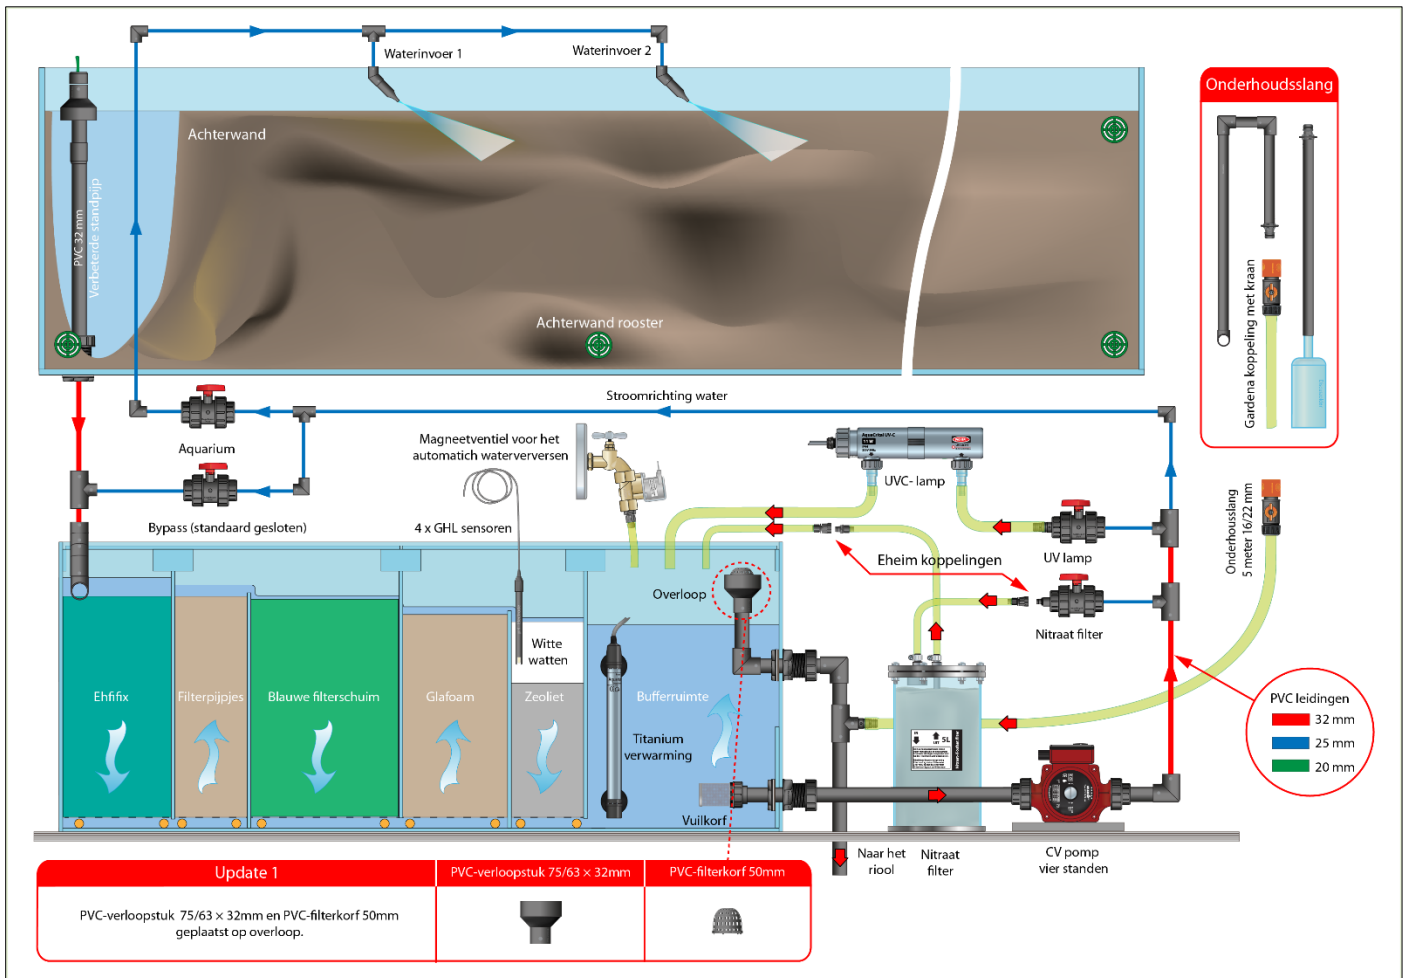 Waterinvoer 1
Waterinvoer 2
Onderhoudsslang
Achterwand
PVC 32 mm
Verbeterde standpijp
Achterwand rooster
Gardena koppeling met kraan
Stroomrichting water
Aquarium
Magneetventiel voor het
automatich waterverversen
UVC- lamp
Bypass (standaard gesloten)
4 x GHL sensoren
Eheim koppelingen
UV lamp
Onderhousslang
5 meter 16/22 mm
Overloop
Nitraat filter
Witte
watten
Ehfifix
Filterpijpjes
Blauwe filterschuim
Glafoam
Zeoliet
Bufferruimte
PVC leidingen
32 mm
25 mm
20 mm
Titanium
verwarming
5L
Vuilkorf
Naar het
riool
Nitraat
filter
CV pomp
vier standen
Update 1
PVC-verloopstuk 75/63 × 32mm
PVC-filterkorf 50mm
PVC-verloopstuk 75/63 × 32mm en PVC-filterkorf 50mm
geplaatst op overloop.